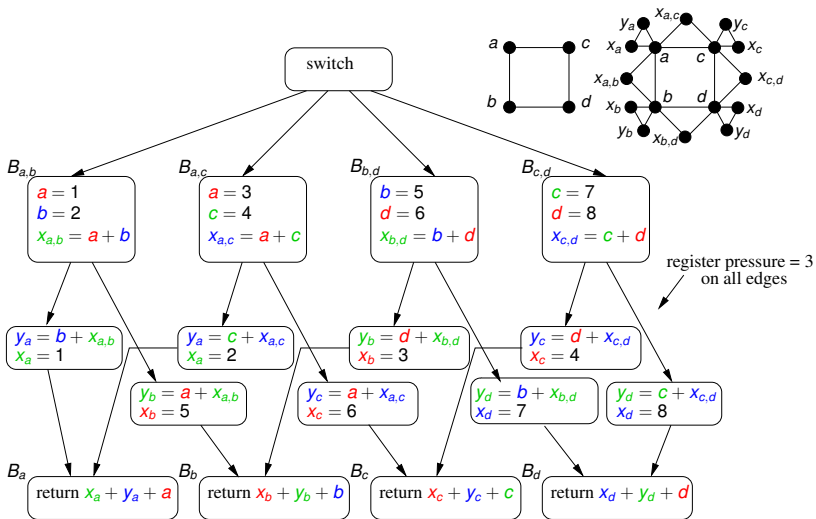 switch
a c
b d
y_a x_{a,c} y_c
x_a a c x_c
x_{a,b} x_{c,d}
x_b b d x_d
y_b x_{b,d} y_d
B_{a,b}
a = 1
b = 2
x_{a,b} = a + b
B_{a,c}
a = 3
c = 4
x_{a,c} = a + c
B_{b,d}
b = 5
d = 6
x_{b,d} = b + d
B_{c,d}
c = 7
d = 8
x_{c,d} = c + d
register pressure = 3
on all edges
y_a = b + x_{a,b}
x_a = 1
y_a = c + x_{a,c}
x_a = 2
y_b = d + x_{b,d}
x_b = 3
y_c = d + x_{c,d}
x_c = 4
y_b = a + x_{a,b}
x_b = 5
y_c = a + x_{a,c}
x_c = 6
y_d = b + x_{b,d}
x_d = 7
y_d = c + x_{c,d}
x_d = 8
B_a
return x_a + y_a + a
B_b
return x_b + y_b + b
B_c
return x_c + y_c + c
B_d
return x_d + y_d + d